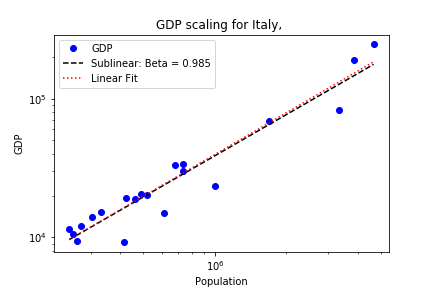 GDP scaling for Italy,
GDP
Sublinear: Beta = 0.985
Linear Fit
10⁵
GDP
10⁴
10⁶
Population